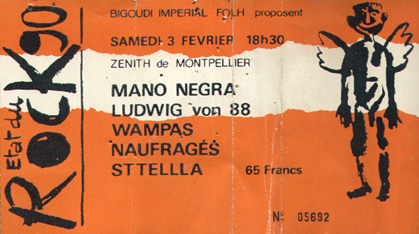 Etat du
ROCK 90
BIGOUDI IMPERIAL FOLH proposent
SAMEDI 3 FEVRIER 18h30
ZENITH de MONTPELLIER
MANO NEGRA
LUDWIG von 88
WAMPAS
NAUFRAGÉS
STTELLLA 65 Francs
Nº 05692